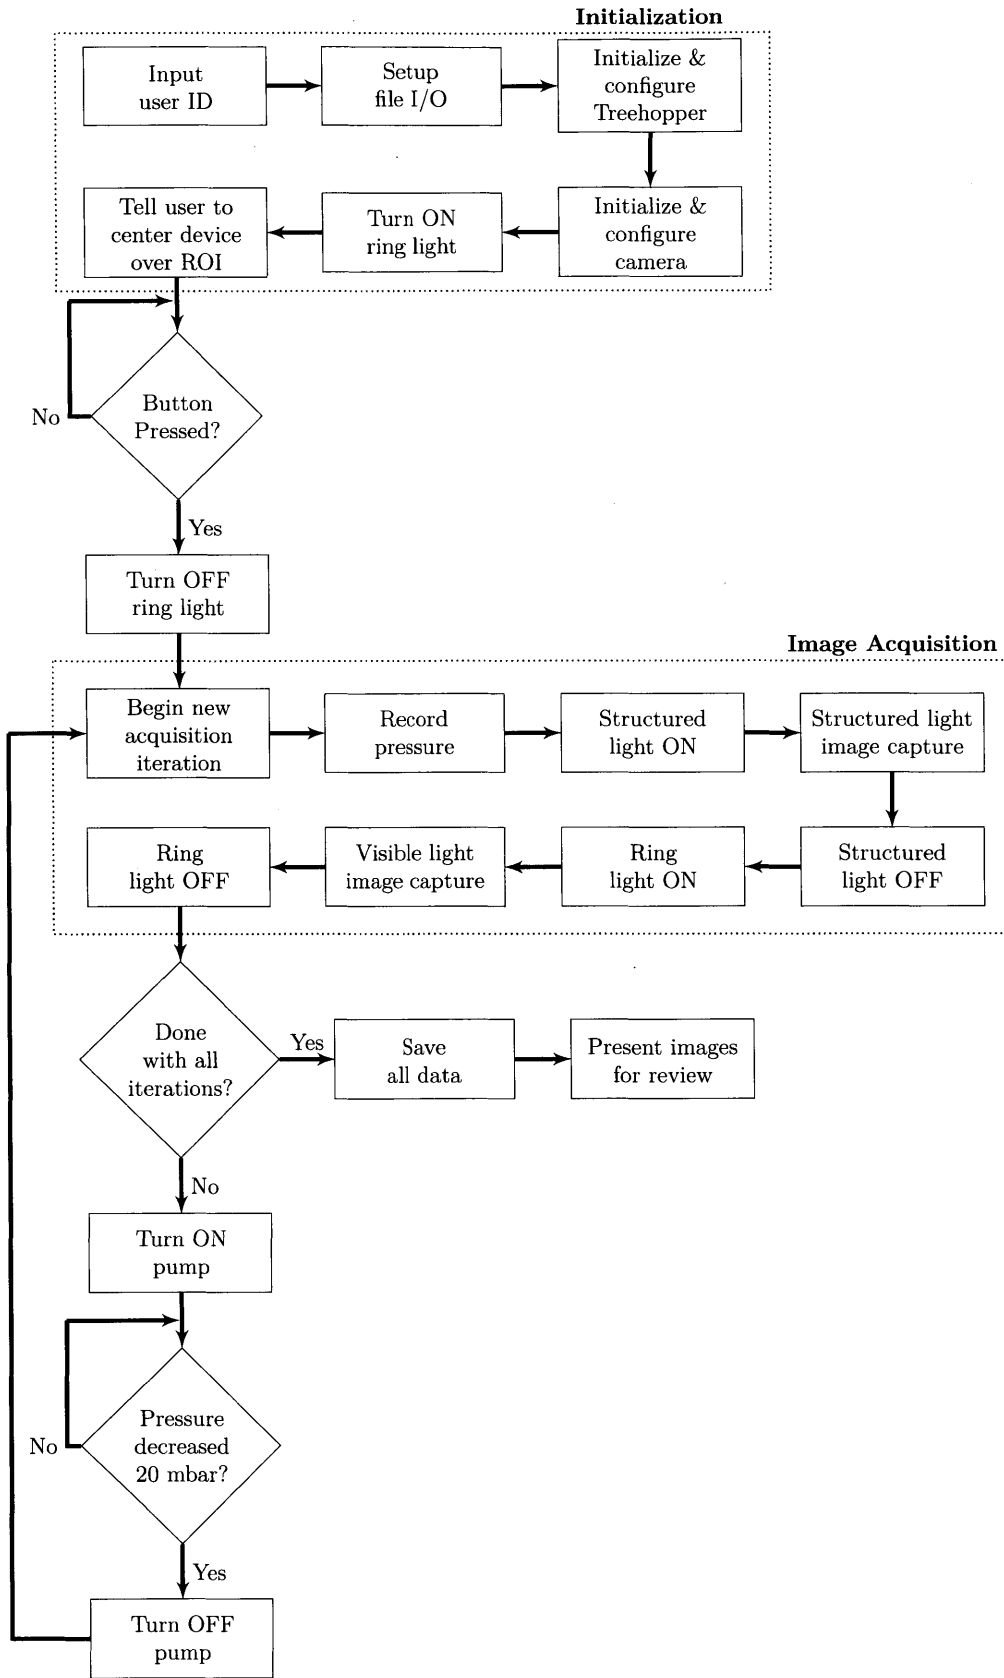 Initialization
Input
user ID
Setup
file I/O
Initialize &
configure
Treehopper
Initialize &
configure
camera
Turn ON
ring light
Tell user to
center device
over ROI
Button
Pressed?
No
Yes
Turn OFF
ring light
Image Acquisition
Begin new
acquisition
iteration
Record
pressure
Structured
light ON
Structured light
image capture
Structured
light OFF
Ring
light ON
Visible light
image capture
Ring
light OFF
Done
with all
iterations?
Yes
Save
all data
Present images
for review
No
Turn ON
pump
Pressure
decreased
20 mbar?
No
Yes
Turn OFF
pump